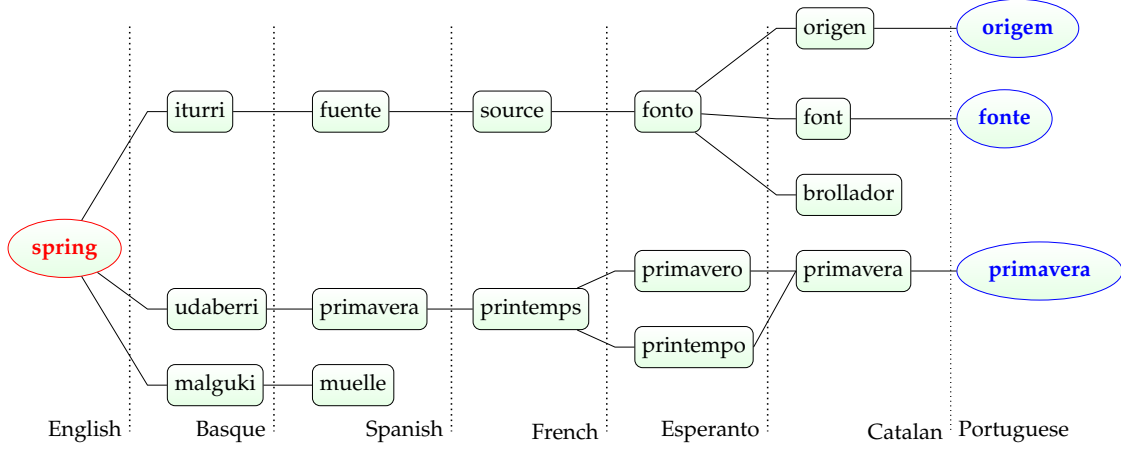 origen origem
iturri fuente source fonto font fonte
brollador
spring
primavero primavera primavera
udaberri primavera printemps
printempo
malguki muelle
English Basque Spanish French Esperanto Catalan Portuguese